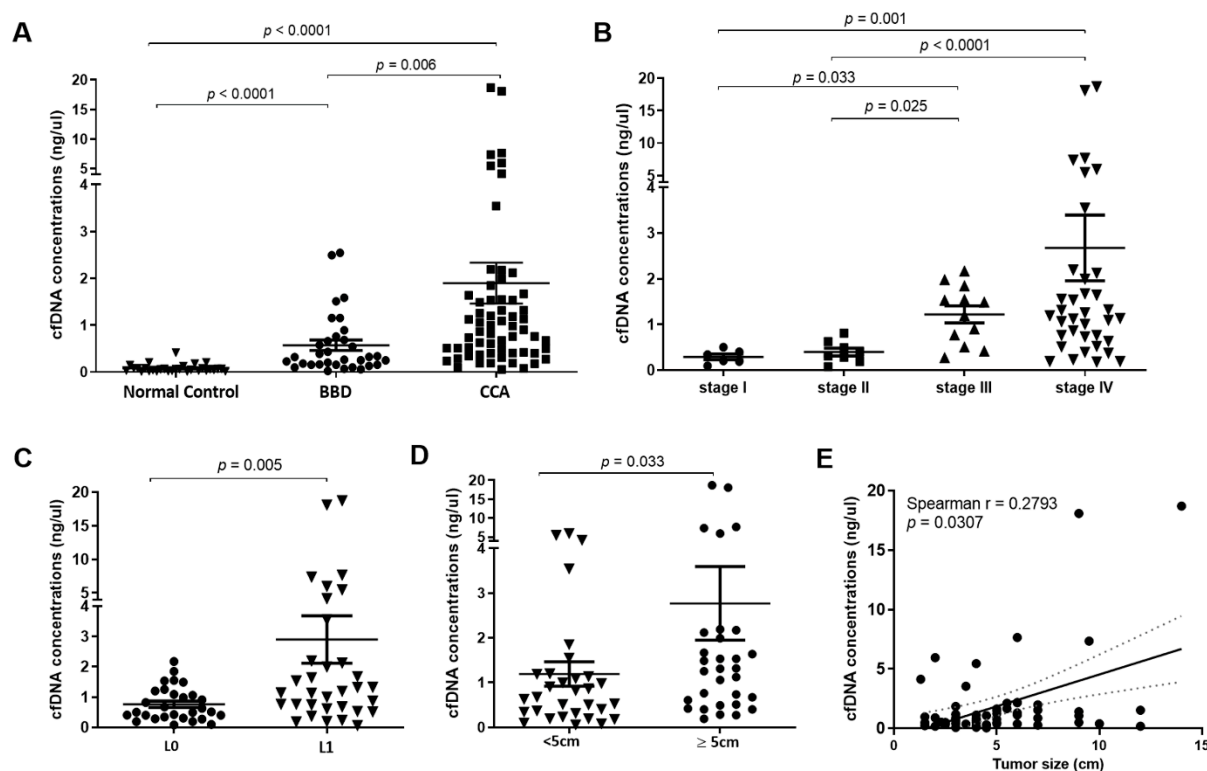 A
p < 0.0001
p = 0.006
p < 0.0001
cfDNA concentrations (ng/ul)
20
15
10
5
4
3
2
1
0
Normal Control
BBD
CCA
B
p = 0.001
p < 0.0001
p = 0.033
p = 0.025
cfDNA concentrations (ng/ul)
20
15
10
5
4
3
2
1
0
stage I
stage II
stage III
stage IV
C
p = 0.005
cfDNA concentrations (ng/ul)
20
15
10
5
4
3
2
1
0
L0
L1
D
p = 0.033
cfDNA concentrations (ng/ul)
20
15
10
5
4
3
2
1
0
<5cm
≥ 5cm
E
Spearman r = 0.2793
p = 0.0307
cfDNA concentrations (ng/ul)
20
15
10
5
0
0
5
10
15
Tumor size (cm)